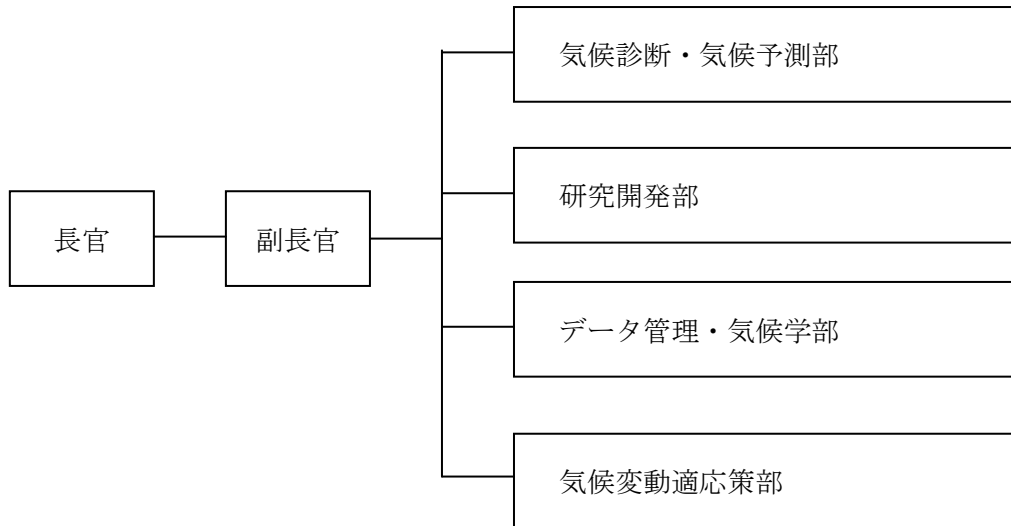 長官
副長官
気候診断・気候予測部
研究開発部
データ管理・気候学部
気候変動適応策部